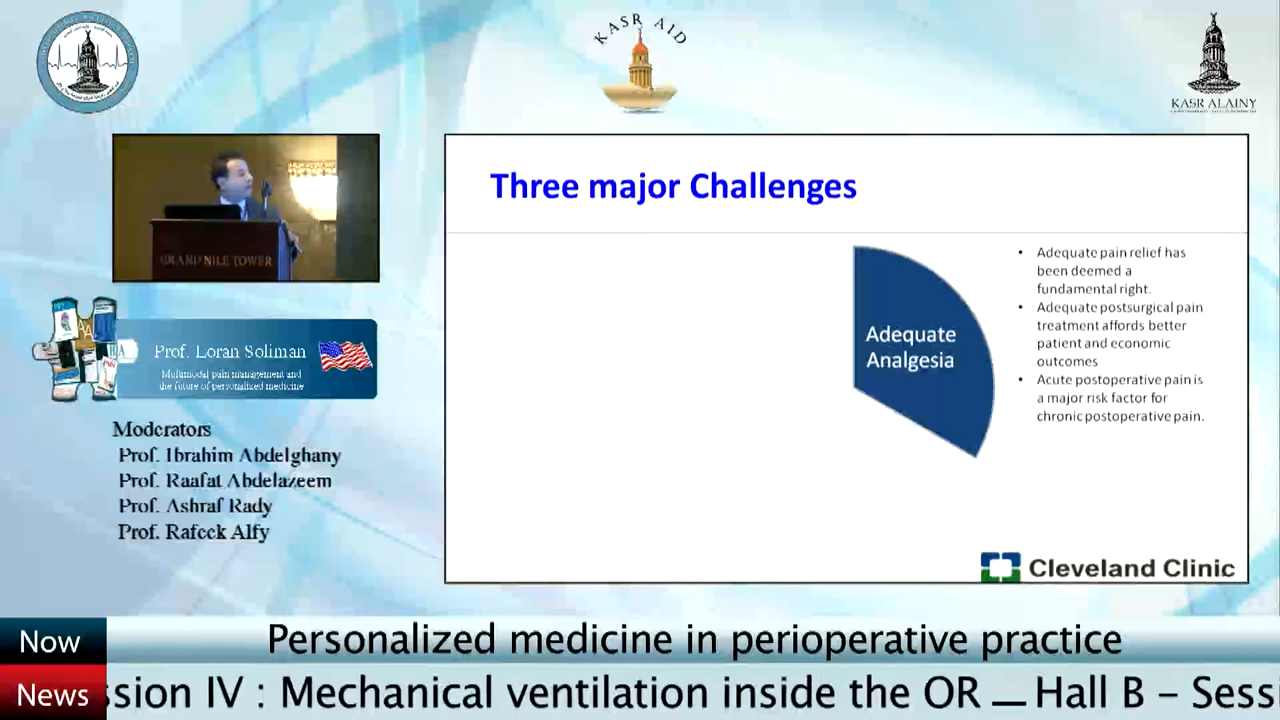 KASR AID
KASR ALAINY
Three major Challenges
GRAND NILE TOWER
Adequate
Analgesia
• Adequate pain relief has
been deemed a
fundamental right.
• Adequate postsurgical pain
treatment affords better
patient and economic
outcomes
• Acute postoperative pain is
a major risk factor for
chronic postoperative pain.
Prof. Loran Soliman
Multimodal pain management and
the future of personalized medicine
Moderators
Prof. Ibrahim Abdelghany
Prof. Raafat Abdelazeem
Prof. Ashraf Rady
Prof. Rafeek Alfy
Cleveland Clinic
Now
Personalized medicine in perioperative practice
News
ssion IV : Mechanical ventilation inside the OR — Hall B – Sess